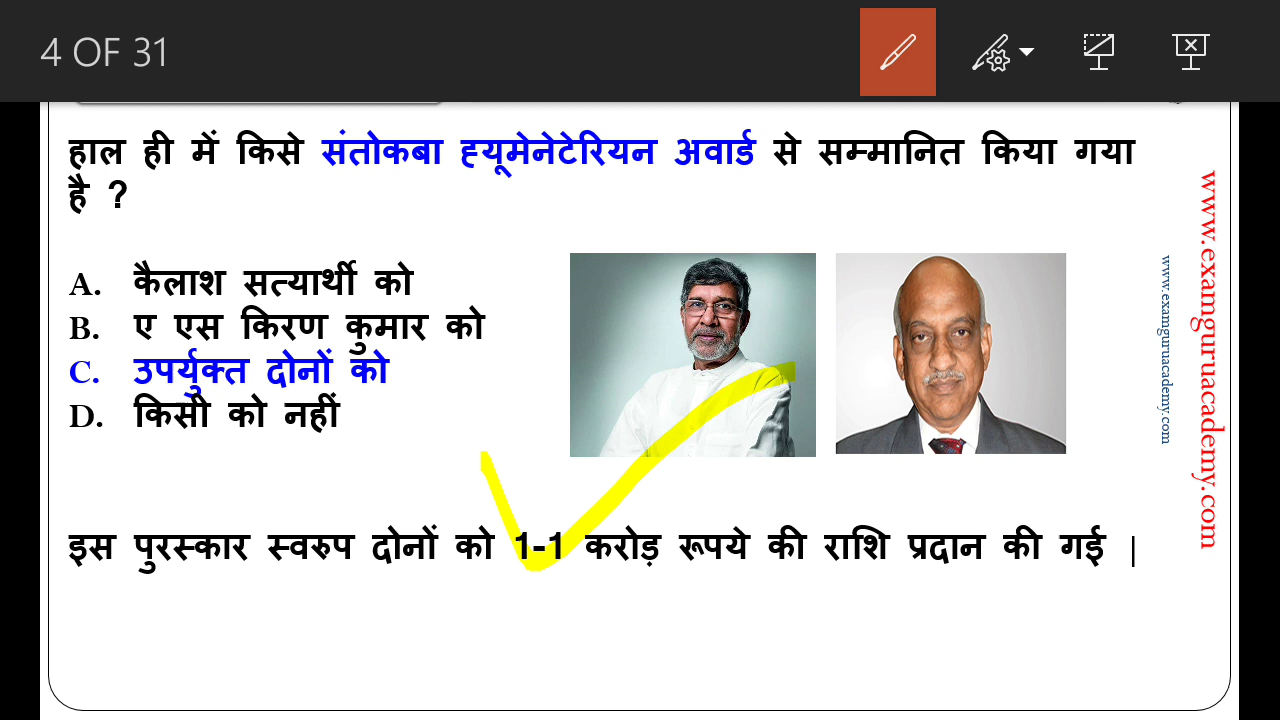 4 OF 31
हाल ही में किसे संतोकबा ह्यूमेनेटेरियन अवार्ड से सम्मानित किया गया
है ?
A. कैलाश सत्यार्थी को
B. ए एस किरण कुमार को
C. उपर्युक्त दोनों को
D. किसी को नहीं
इस पुरस्कार स्वरुप दोनों को 1-1 करोड़ रूपये की राशि प्रदान की गई |
www.examguruacademy.com
www.examguruacademy.com